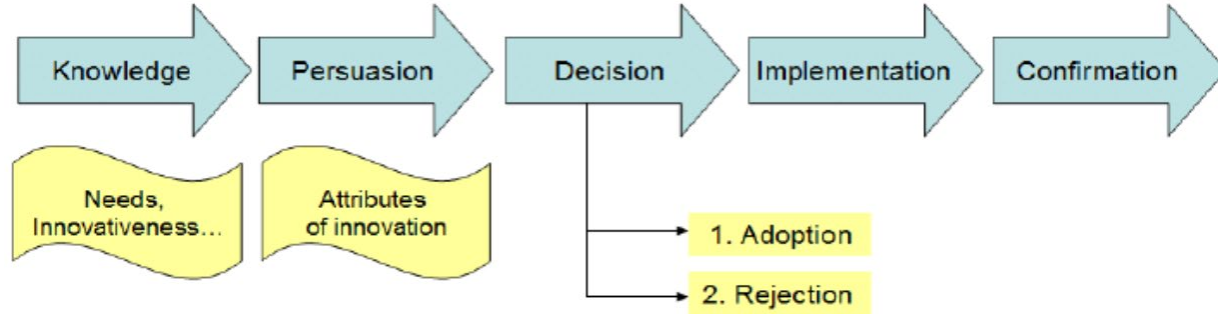 Knowledge
Persuasion
Decision
Implementation
Confirmation
Needs,
Innovativeness...
Attributes
of innovation
1. Adoption
2. Rejection